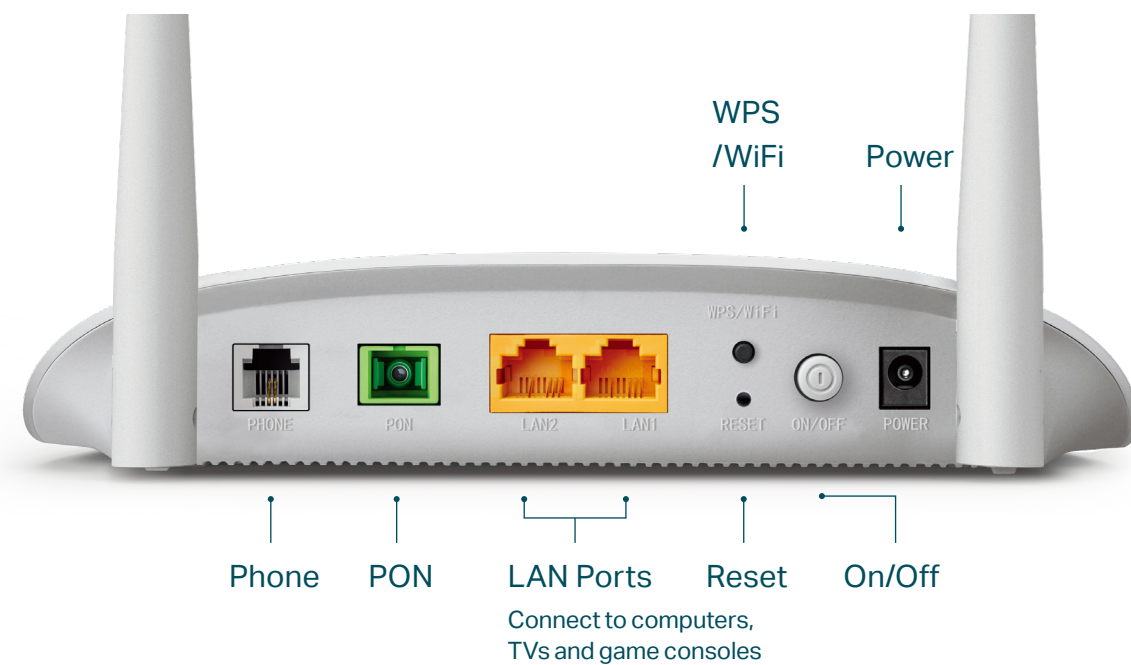 WPS
/WiFi
Power
WPS/WiFi
PHONE
PON
LAN2
LAN1
RESET
ON/OFF
POWER
Phone
PON
LAN Ports
Reset
On/Off
Connect to computers,
TVs and game consoles